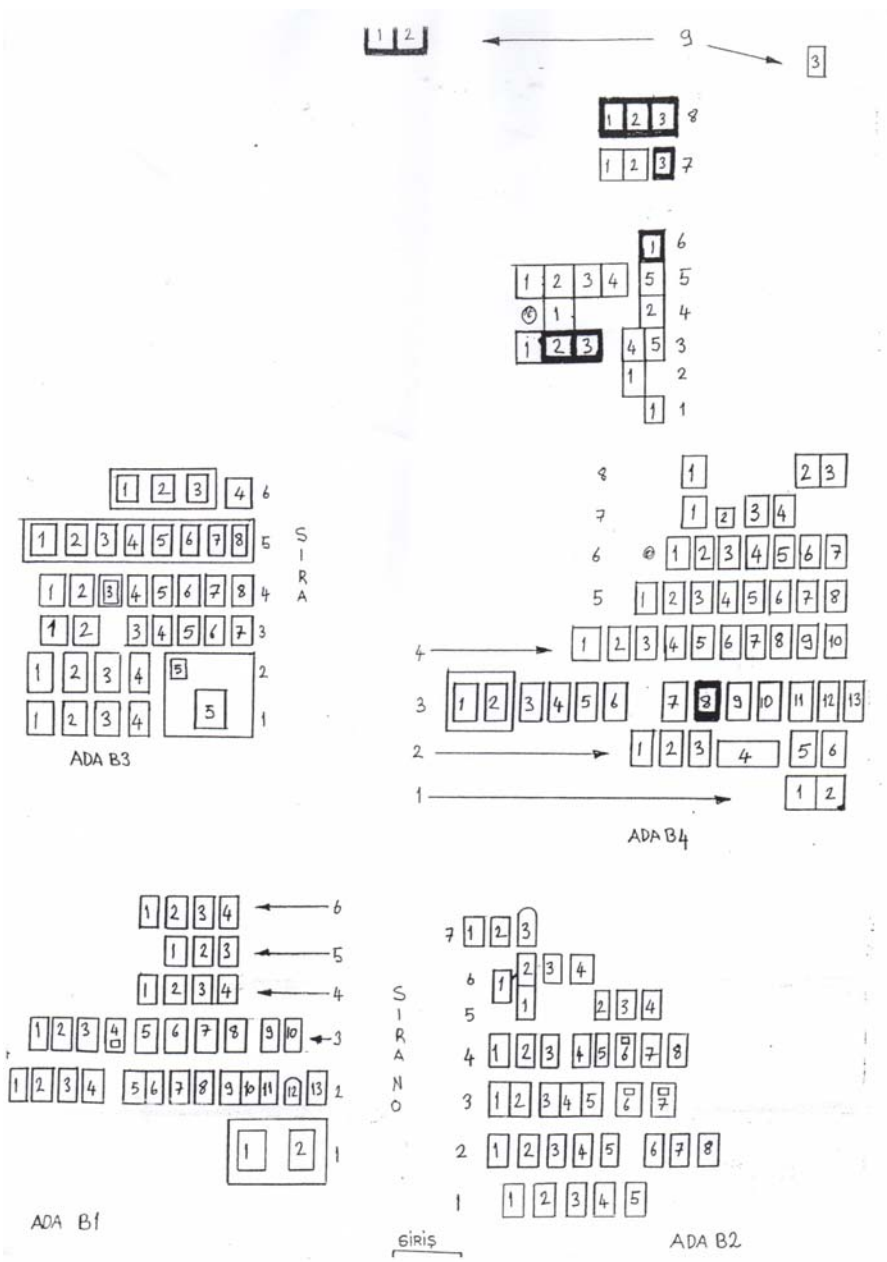 1 2 9
3
1 2 3 8
1 2 3 7
1 6
1 2 3 4 5 5
1 2 4
1 2 3 4 5 3
1 2
1 1
1 2 3 4 6
1 2 3 4 5 6 7 8 5
1 2 3 4 5 6 7 8 4
1 2 3 4 5 6 7 3
1 2 3 4 5 2
1 2 3 4 5 1
SIRA
ADA B3
8 1 2 3
7 1 2 3 4
6 1 2 3 4 5 6 7
5 1 2 3 4 5 6 7 8
4 1 2 3 4 5 6 7 8 9 10
3 1 2 3 4 5 6 7 8 9 10 11 12 13
2 1 2 3 4 5 6
1 1 2
ADA B4
1 2 3 4 6
1 2 3 5
1 2 3 4 4
1 2 3 4 5 6 7 8 9 10 3
1 2 3 4 5 6 7 8 9 10 11 12 13 2
1 2 1
ADA B1
SIRA NO
7 1 2 3
6 1 2 3 4
5 1 2 3 4
4 1 2 3 4 5 6 7 8
3 1 2 3 4 5 6 7
2 1 2 3 4 5 6 7 8
1 1 2 3 4 5
GİRİŞ
ADA B2